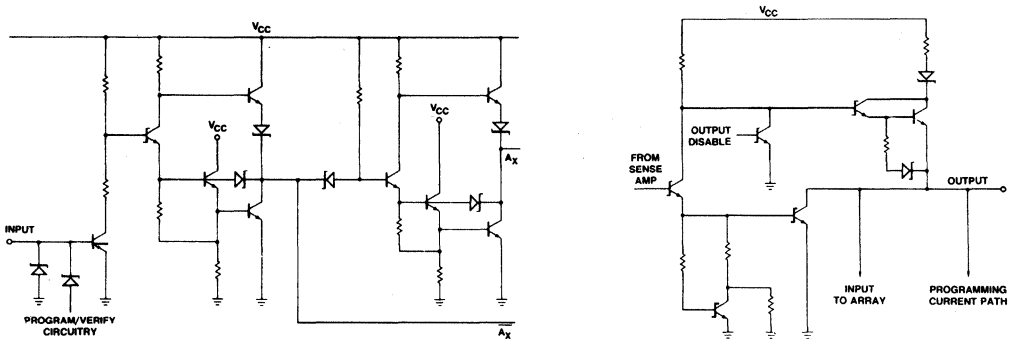 VCC
VCC
VCC
AX
INPUT
PROGRAM/VERIFY
CIRCUITRY
AX
VCC
OUTPUT
DISABLE
FROM
SENSE
AMP
OUTPUT
INPUT
TO ARRAY
PROGRAMMING
CURRENT PATH